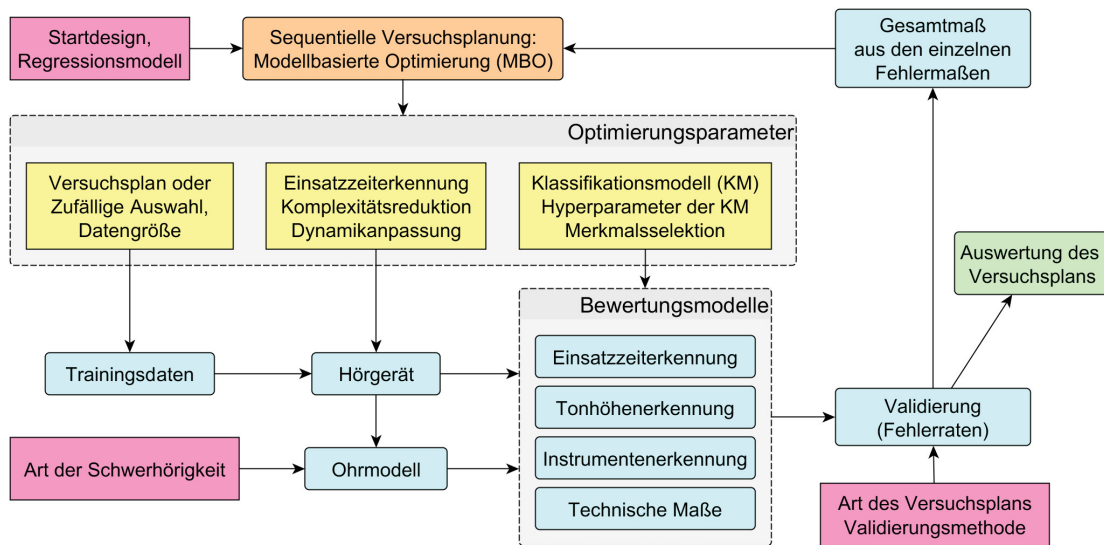 Startdesign,
Regressionsmodell
Sequentielle Versuchsplanung:
Modellbasierte Optimierung (MBO)
Gesamtmaß
aus den einzelnen
Fehlermaßen
Optimierungsparameter
Versuchsplan oder
Zufällige Auswahl,
Datengröße
Einsatzzeiterkennung
Komplexitätsreduktion
Dynamikanpassung
Klassifikationsmodell (KM)
Hyperparameter der KM
Merkmalsselektion
Auswertung des
Versuchsplans
Bewertungsmodelle
Trainingsdaten
Hörgerät
Einsatzzeiterkennung
Tonhöhenerkennung
Instrumentenerkennung
Technische Maße
Validierung
(Fehlerraten)
Art der Schwerhörigkeit
Ohrmodell
Art des Versuchsplans
Validierungsmethode